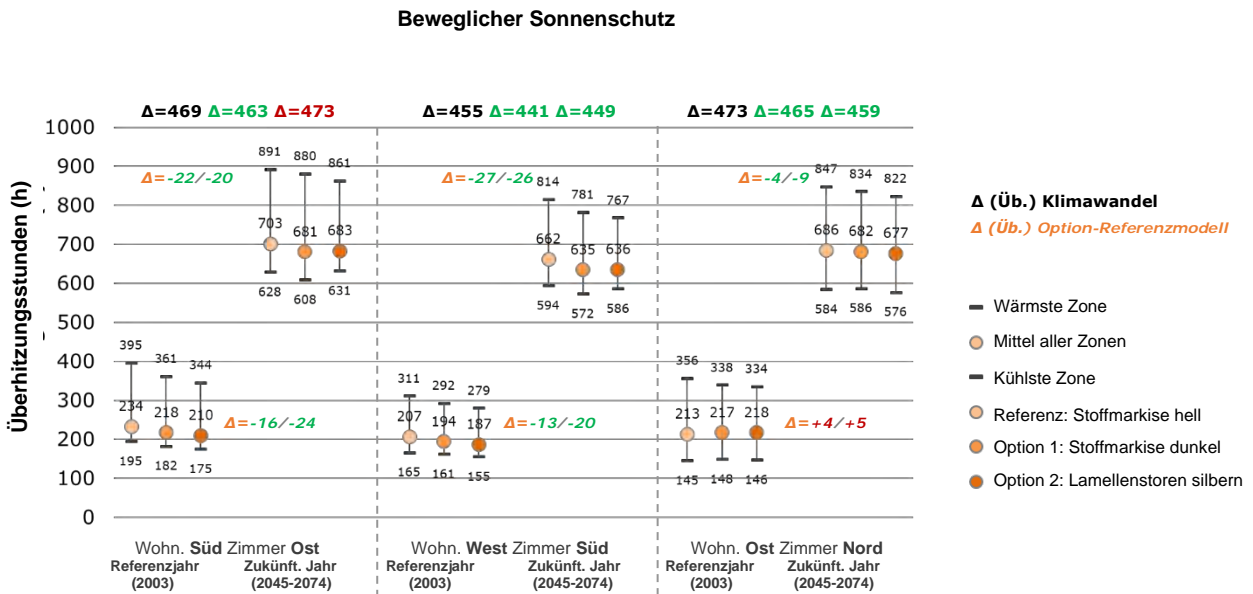 Beweglicher Sonnenschutz
Δ=469 Δ=463 Δ=473
Δ=455 Δ=441 Δ=449
Δ=473 Δ=465 Δ=459
Überhitzungsstunden (h)
1000
900
800
700
600
500
400
300
200
100
0
Δ=-22/-20
891 880 861
703 681 683
628 608 631
395 361 344
234 218 210
195 182 175
Δ=-16/-24
Δ=-27/-26
814 781 767
662 635 636
594 572 586
311 292 279
207 194 187
165 161 155
Δ=-13/-20
Δ=-4/-9
847 834 822
686 682 677
584 586 576
356 338 334
213 217 218
145 148 146
Δ=+4/+5
Wohn. Süd Zimmer Ost
Referenzjahr Zukünft. Jahr
(2003) (2045-2074)
Wohn. West Zimmer Süd
Referenzjahr Zukünft. Jahr
(2003) (2045-2074)
Wohn. Ost Zimmer Nord
Referenzjahr Zukünft. Jahr
(2003) (2045-2074)
Δ (Üb.) Klimawandel
Δ (Üb.) Option-Referenzmodell
Wärmste Zone
Mittel aller Zonen
Kühlste Zone
Referenz: Stoffmarkise hell
Option 1: Stoffmarkise dunkel
Option 2: Lamellenstoren silbern